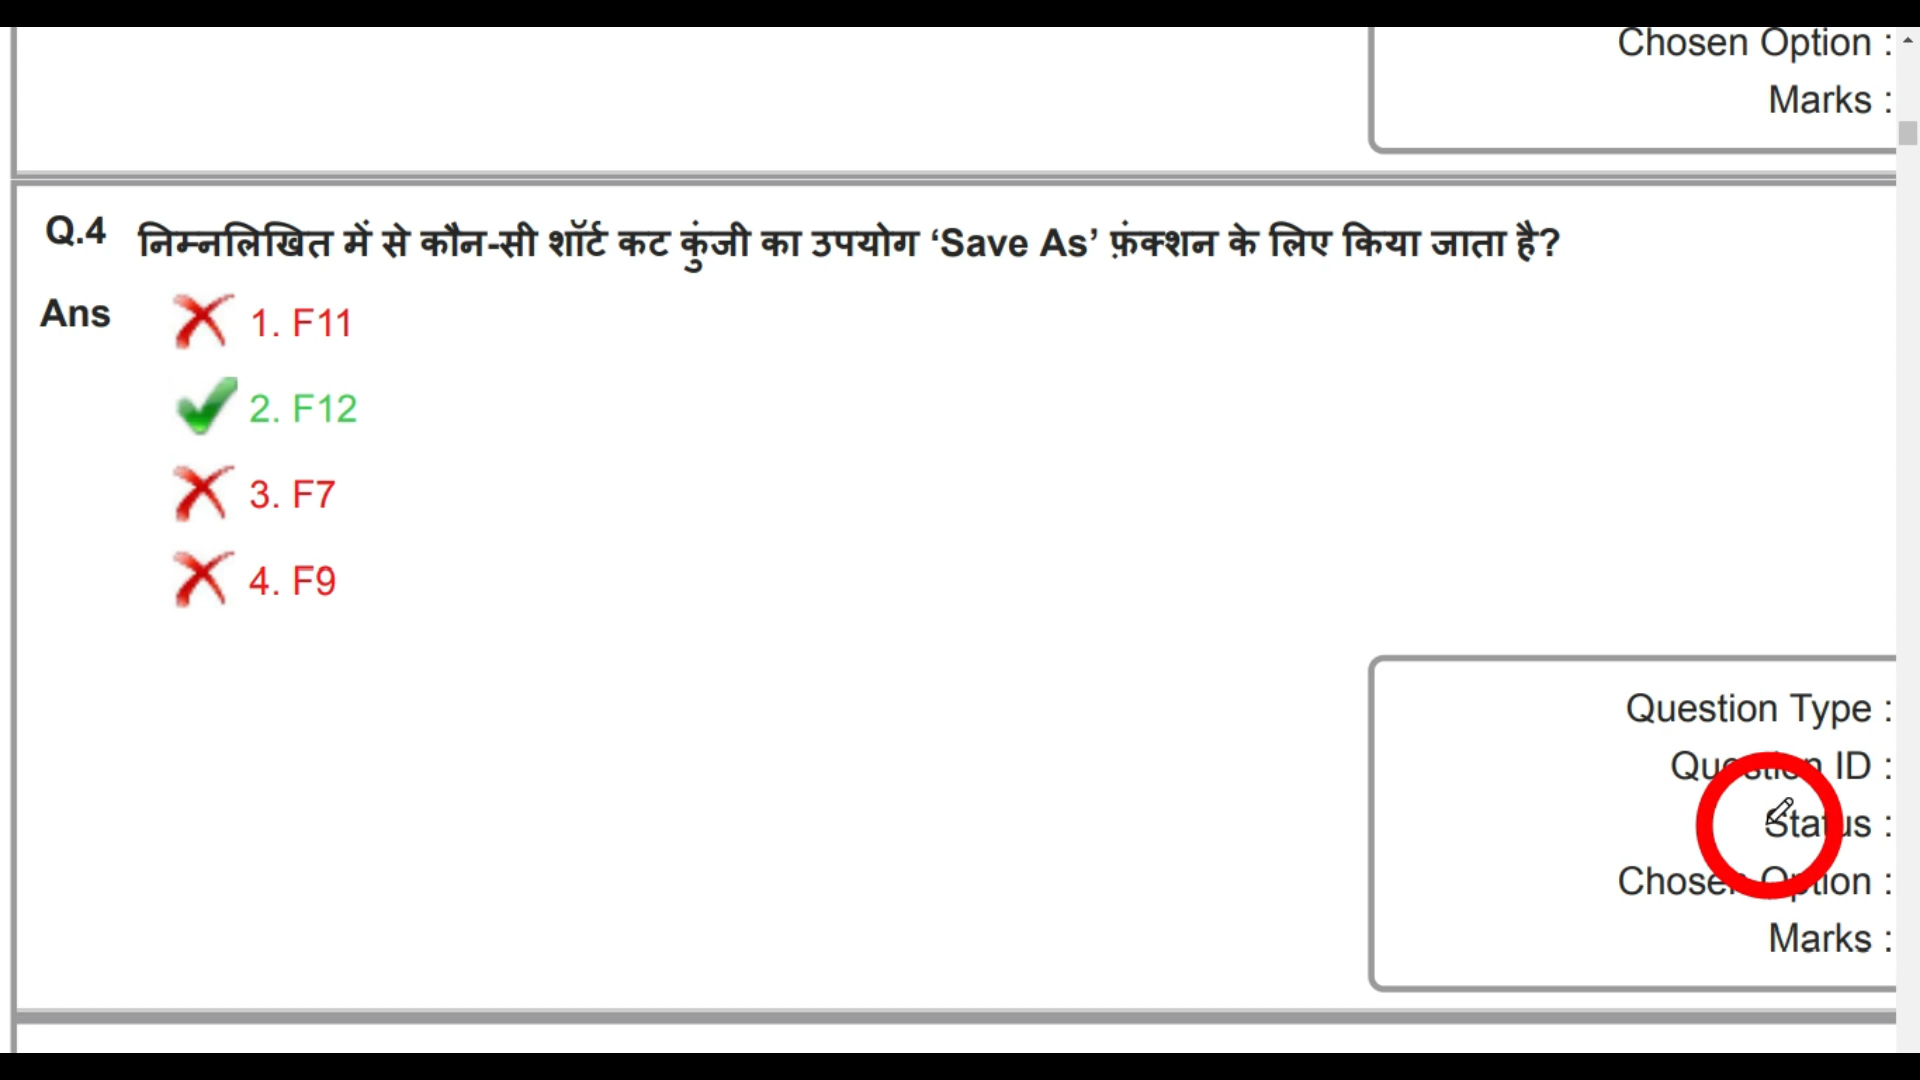 Chosen Option :
Marks :
Q.4 निम्नलिखित में से कौन-सी शॉर्ट कट कुंजी का उपयोग ‘Save As’ फ़ंक्शन के लिए किया जाता है?
Ans 1. F11
2. F12
3. F7
4. F9
Question Type :
Question ID :
Status :
Chosen Option :
Marks :